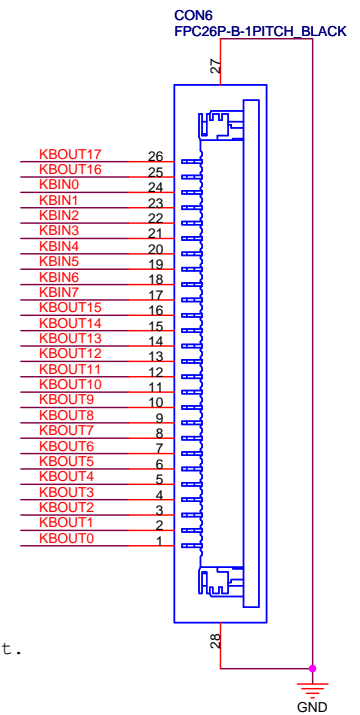 CON6
FPC26P-B-1PITCH_BLACK
27
KBOUT17 26
KBOUT16 25
KBIN0 24
KBIN1 23
KBIN2 22
KBIN3 21
KBIN4 20
KBIN5 19
KBIN6 18
KBIN7 17
KBOUT15 16
KBOUT14 15
KBOUT13 14
KBOUT12 13
KBOUT11 12
KBOUT10 11
KBOUT9 10
KBOUT8 9
KBOUT7 8
KBOUT6 7
KBOUT5 6
KBOUT4 5
KBOUT3 4
KBOUT2 3
KBOUT1 2
KBOUT0 1
28
t.
GND